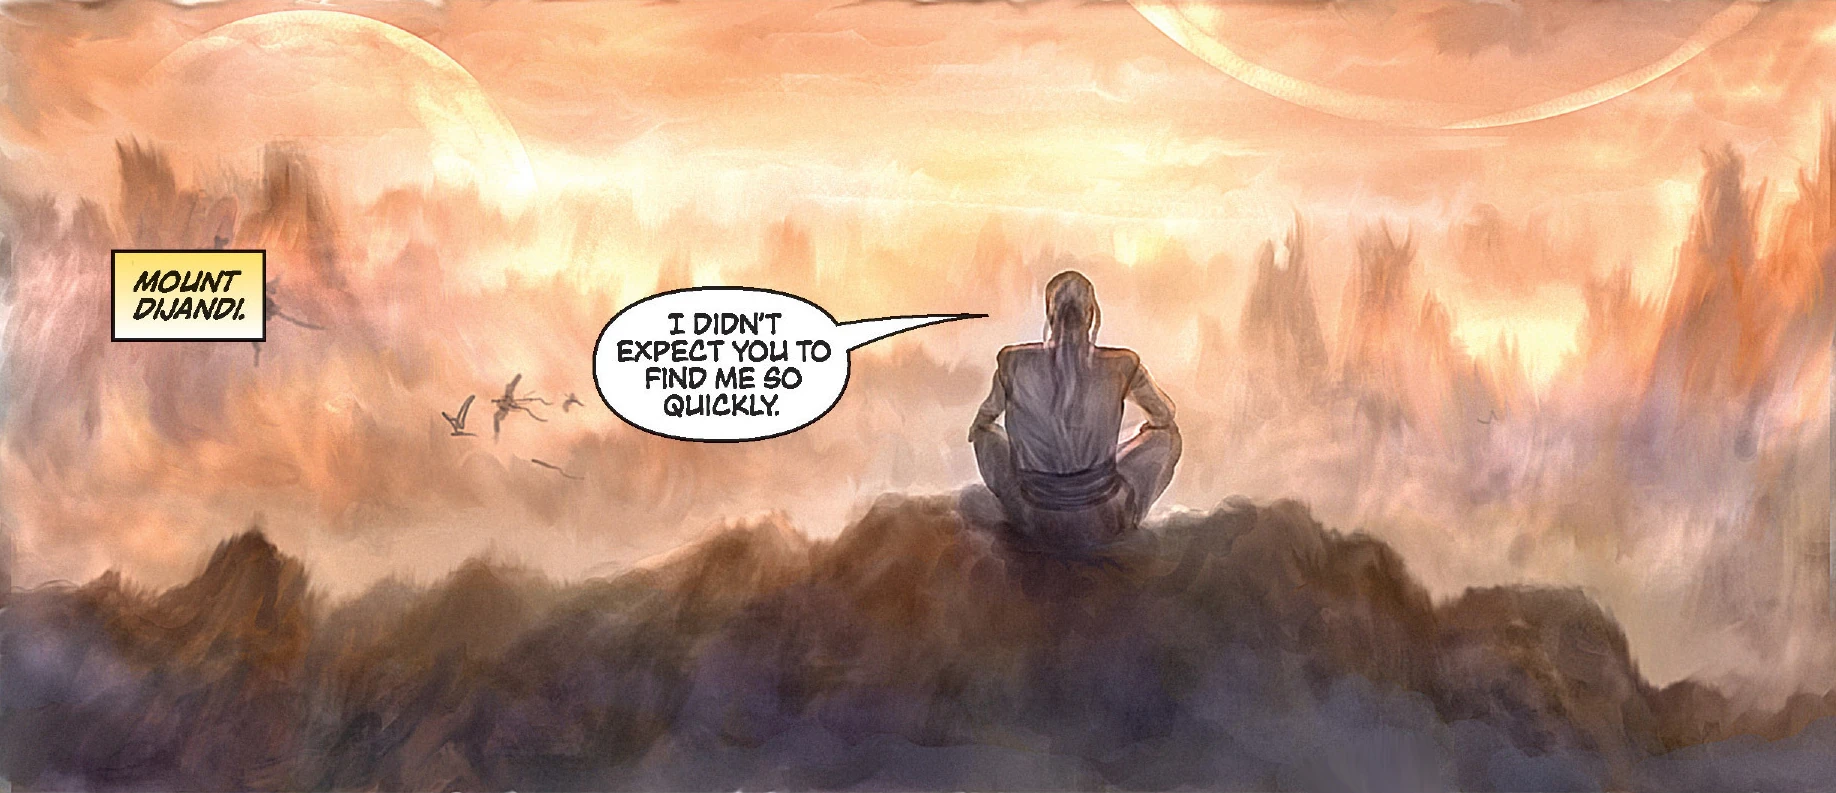 MOUNT
DIJANDI.
I DIDN'T
EXPECT YOU TO
FIND ME SO
QUICKLY.